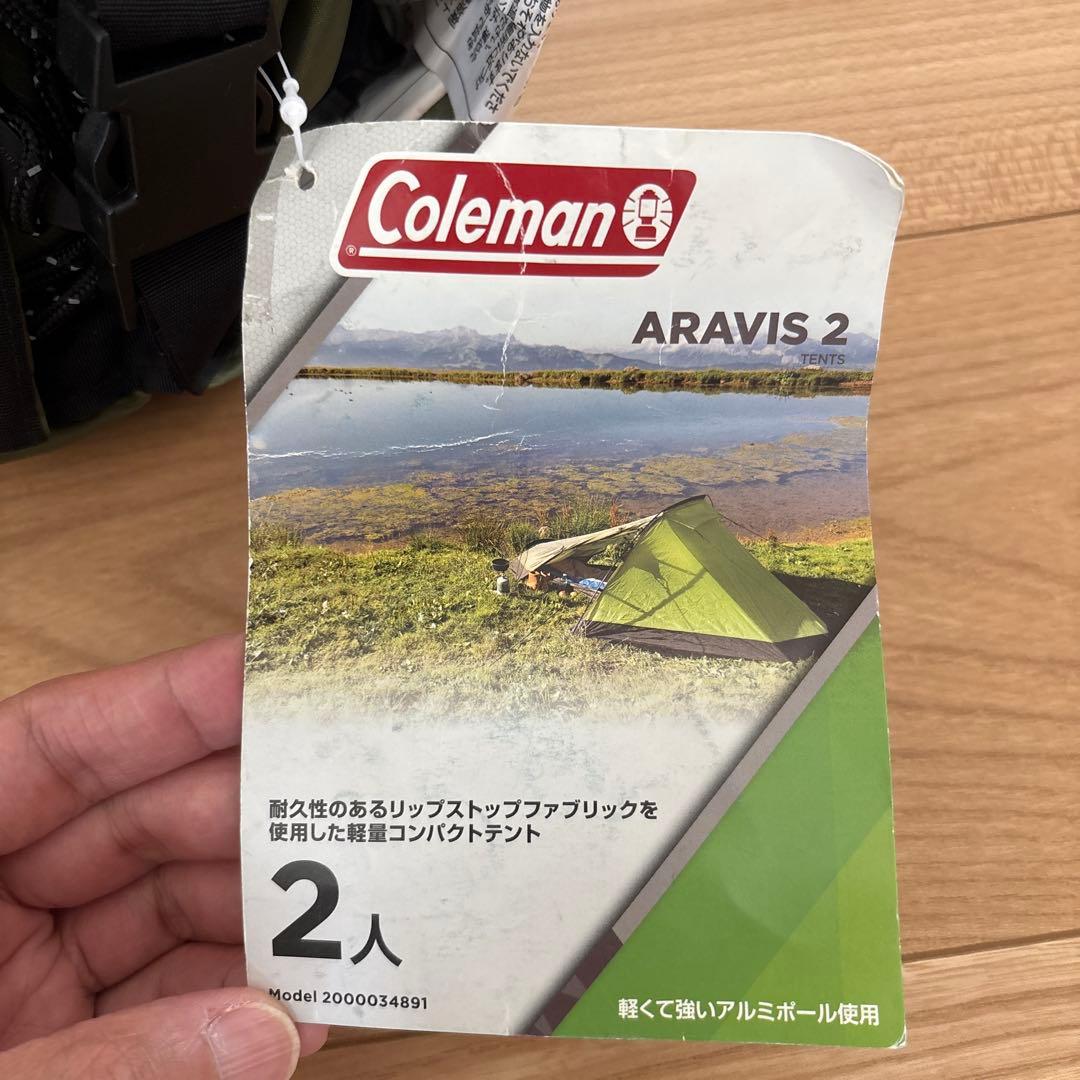 Coleman
®
ARAVIS 2
TENTS
耐久性のあるリップストップファブリックを
使用した軽量コンパクトテント
2人
Model 2000034891
軽くて強いアルミポール使用